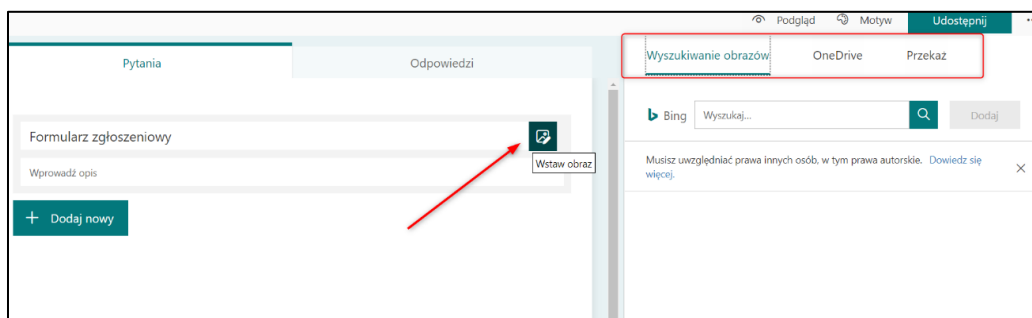 Podgląd Motyw Udostępnij
Pytania Odpowiedzi
Wyszukiwanie obrazów OneDrive Przekaż
Formularz zgłoszeniowy
Wstaw obraz
Wprowadź opis
+ Dodaj nowy
Bing Wyszukaj... Dodaj
Musisz uwzględniać prawa innych osób, w tym prawa autorskie. Dowiedz się
więcej.